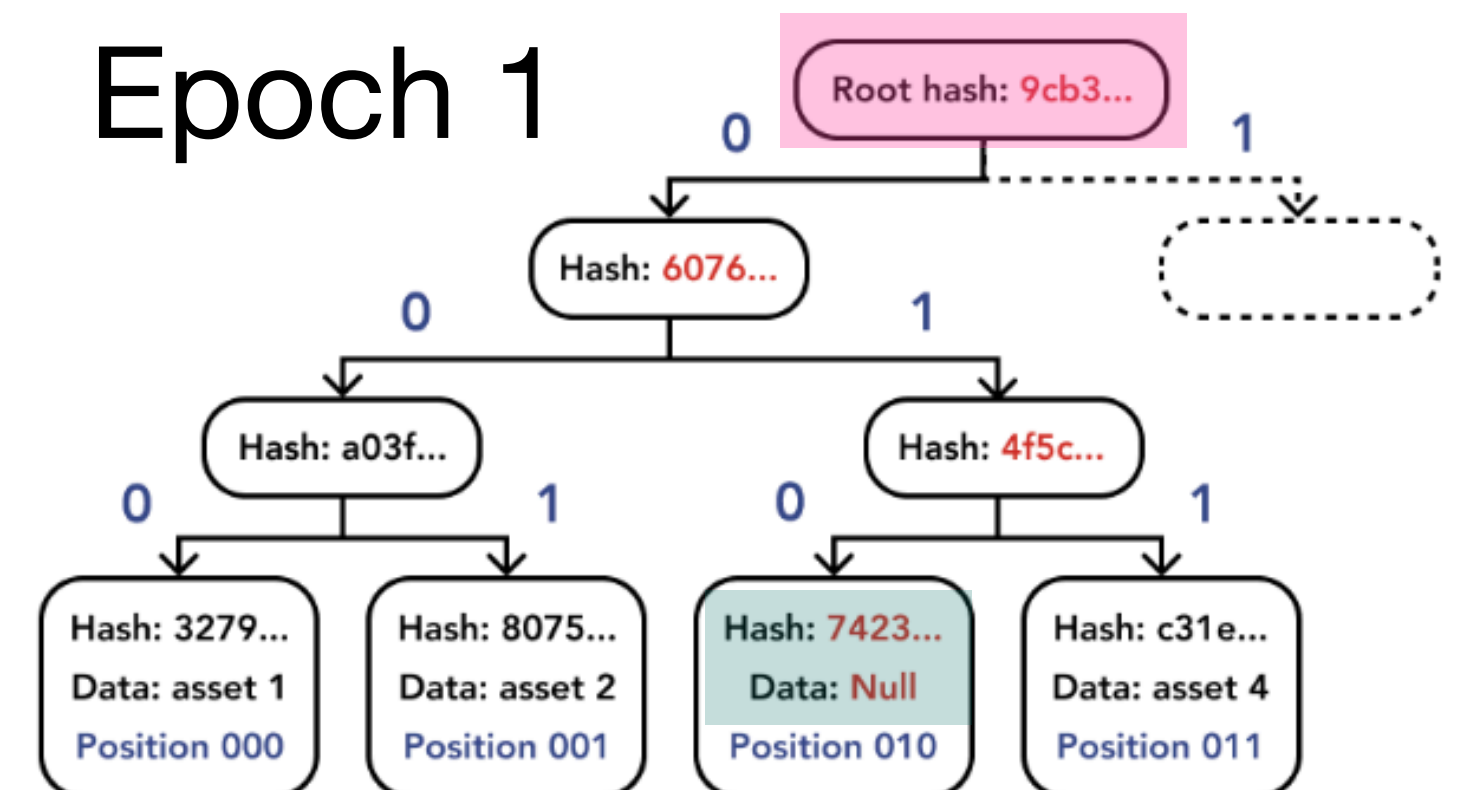 Epoch 1
Root hash: 9cb3...
0
1
Hash: 6076...
0
1
Hash: a03f...
Hash: 4f5c...
0
1
0
1
Hash: 3279...
Data: asset 1
Position 000
Hash: 8075...
Data: asset 2
Position 001
Hash: 7423...
Data: Null
Position 010
Hash: c31e...
Data: asset 4
Position 011